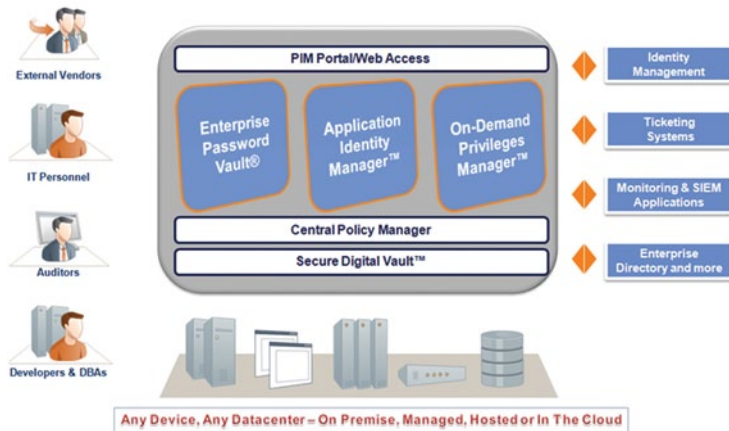 External Vendors
IT Personnel
Auditors
Developers & DBAs
PIM Portal/Web Access
Enterprise
Password
Vault®
Application
Identity
Manager™
On-Demand
Privileges
Manager™
Central Policy Manager
Secure Digital Vault™
Identity
Management
Ticketing
Systems
Monitoring & SIEM
Applications
Enterprise
Directory and more
Any Device, Any Datacenter – On Premise, Managed, Hosted or In The Cloud